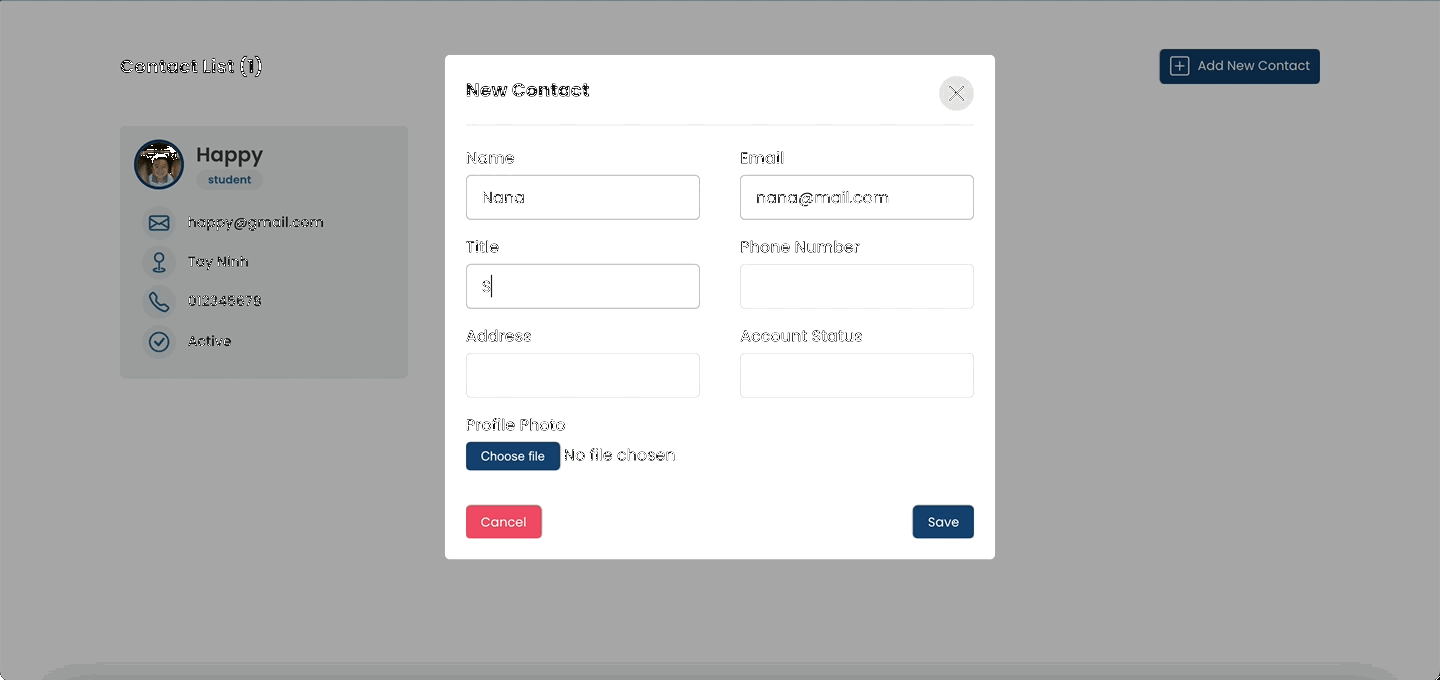 Contact List (1)
Add New Contact
Happy
student
happy@gmail.com
Tay Ninh
012345679
Active
New Contact
Name
Email
Nana
nana@mail.com
Title
Phone Number
S
Address
Account Status
Profile Photo
Choose file No file chosen
Cancel
Save